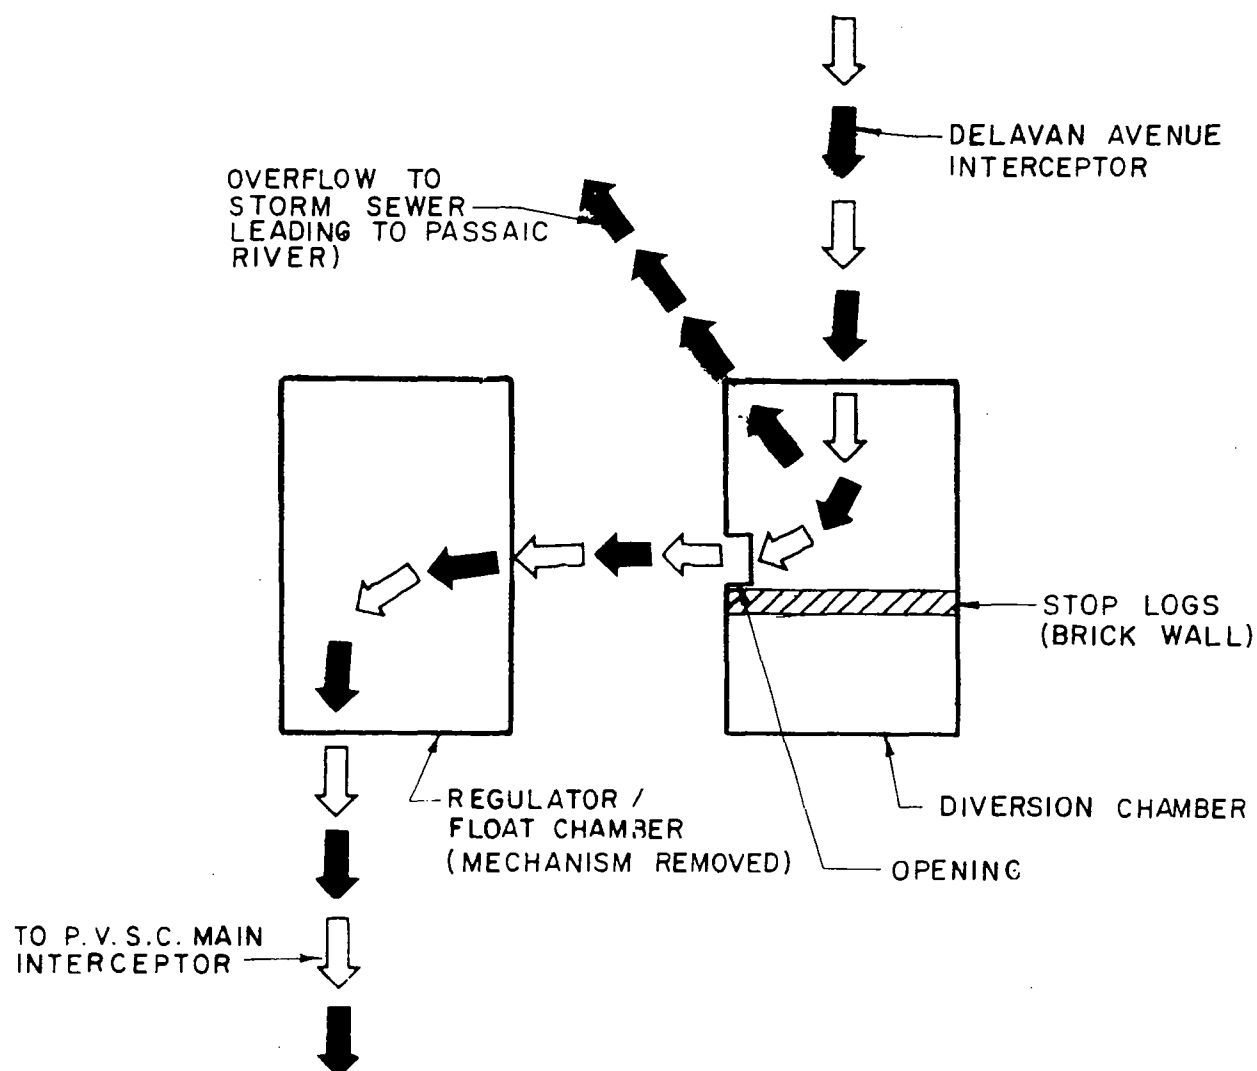 DELAVAN AVENUE
INTERCEPTOR
OVERFLOW TO
STORM SEWER
LEADING TO PASSAIC
RIVER)
STOP LOGS
(BRICK WALL)
REGULATOR /
FLOAT CHAMBER
(MECHANISM REMOVED)
DIVERSION CHAMBER
OPENING
TO P.V.S.C. MAIN
INTERCEPTOR